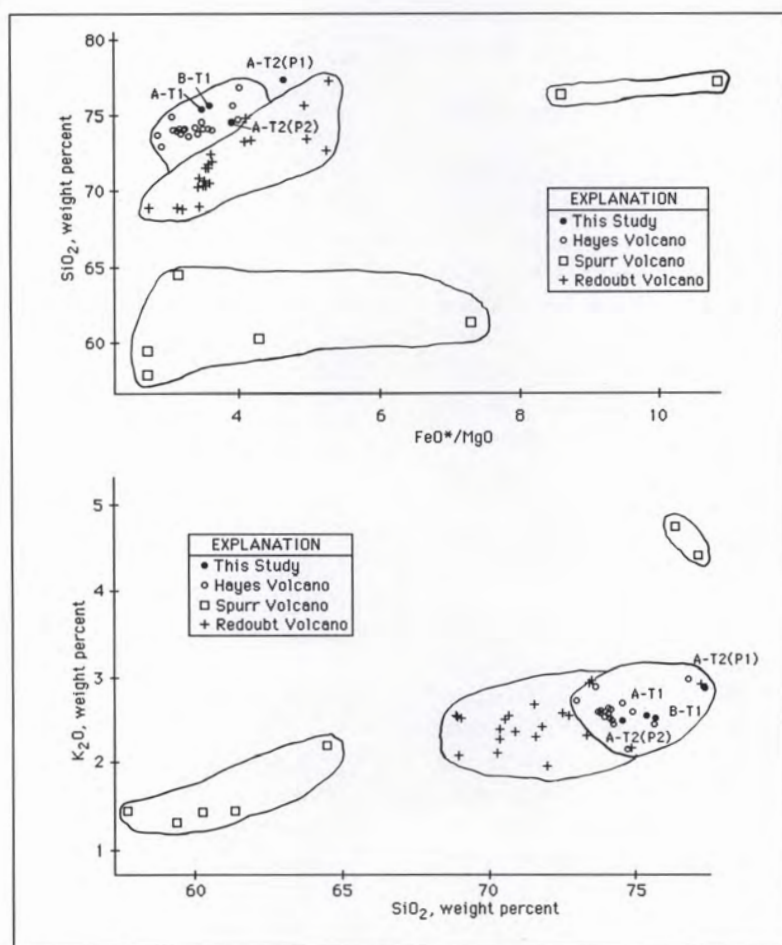 80
75
70
65
60
SiO₂, weight percent
A-T2(P1)
B-T1
A-T1
A-T2(P2)
EXPLANATION
This Study
Hayes Volcano
Spurr Volcano
Redoubt Volcano
4
6
8
10
FeO*/MgO
5
4
3
2
1
K₂O, weight percent
EXPLANATION
This Study
Hayes Volcano
Spurr Volcano
Redoubt Volcano
A-T2(P1)
A-T1
B-T1
A-T2(P2)
60
65
70
75
SiO₂, weight percent